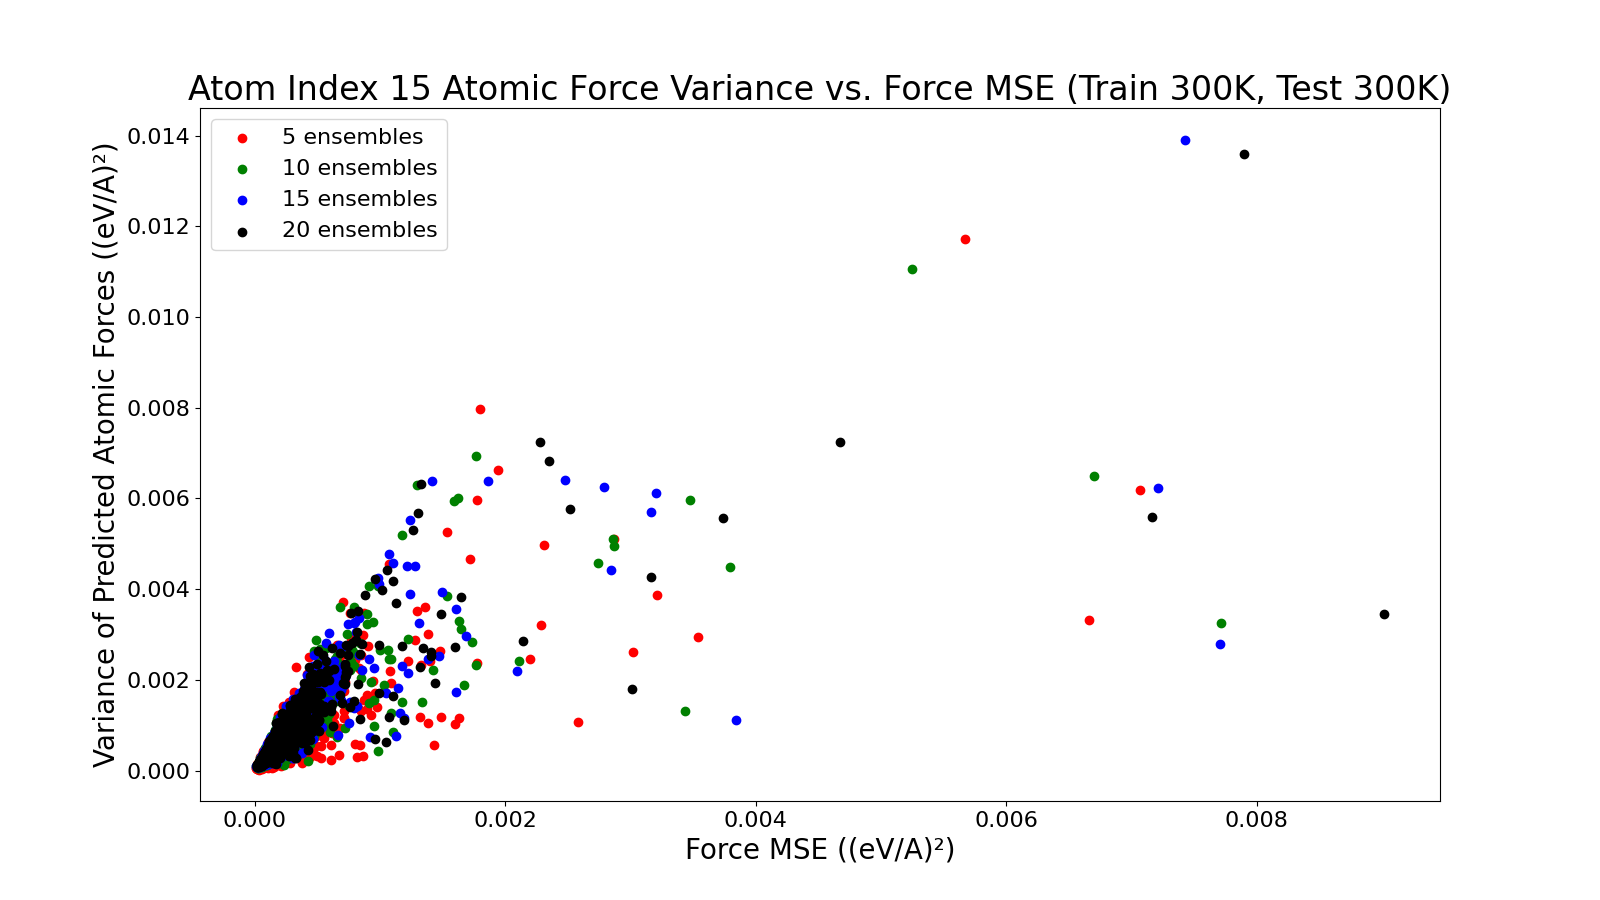 Atom Index 15 Atomic Force Variance vs. Force MSE (Train 300K, Test 300K)
5 ensembles
10 ensembles
15 ensembles
20 ensembles
Variance of Predicted Atomic Forces ((eV/A)²)
0.014
0.012
0.010
0.008
0.006
0.004
0.002
0.000
0.000 0.002 0.004 0.006 0.008
Force MSE ((eV/A)²)